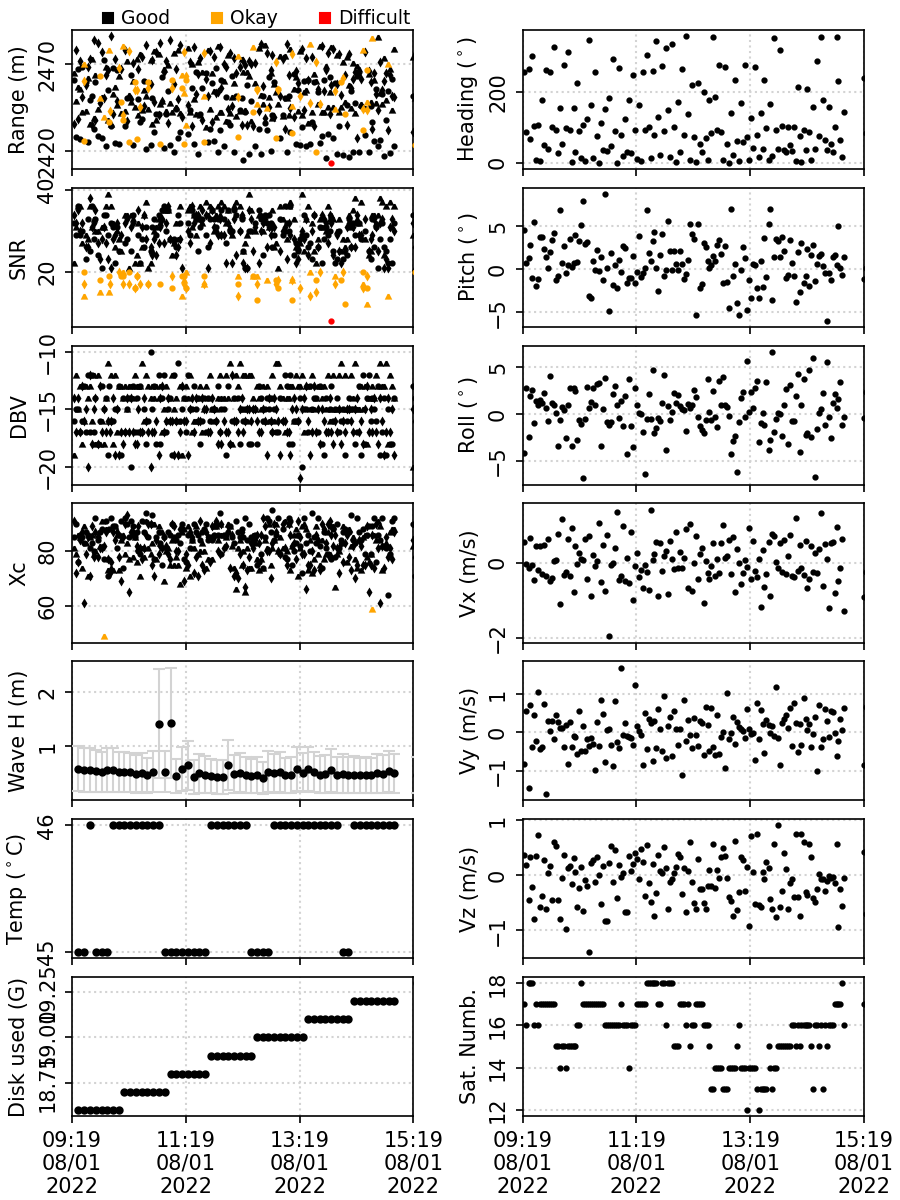 Good Okay Difficult
Range (m)
2470
2420
Heading (°)
200
0
SNR
40
20
Pitch (°)
5
0
−5
DBV
−10
−15
−20
Roll (°)
5
0
−5
Xc
80
60
Vx (m/s)
0
−2
Wave H (m)
2
1
Vy (m/s)
1
0
−1
Temp (°C)
46
45
Vz (m/s)
1
0
−1
Disk used (G)
19.25
19.00
18.75
Sat. Numb.
18
16
14
12
09:19 11:19 13:19 15:19 09:19 11:19 13:19 15:19
08/01 08/01 08/01 08/01 08/01 08/01 08/01 08/01
2022 2022 2022 2022 2022 2022 2022 2022